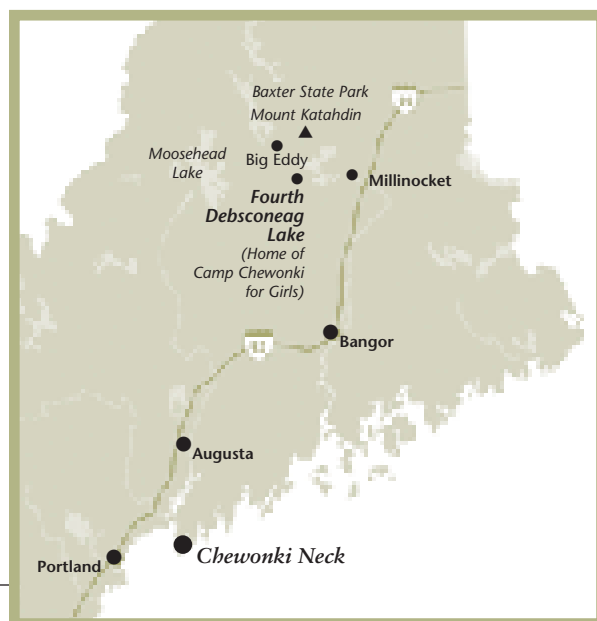 Baxter State Park
Mount Katahdin
Moosehead
Lake
Big Eddy
Millinocket
Fourth
Debsconeag
Lake
(Home of
Camp Chewonki
for Girls)
Bangor
Augusta
Chewonki Neck
Portland